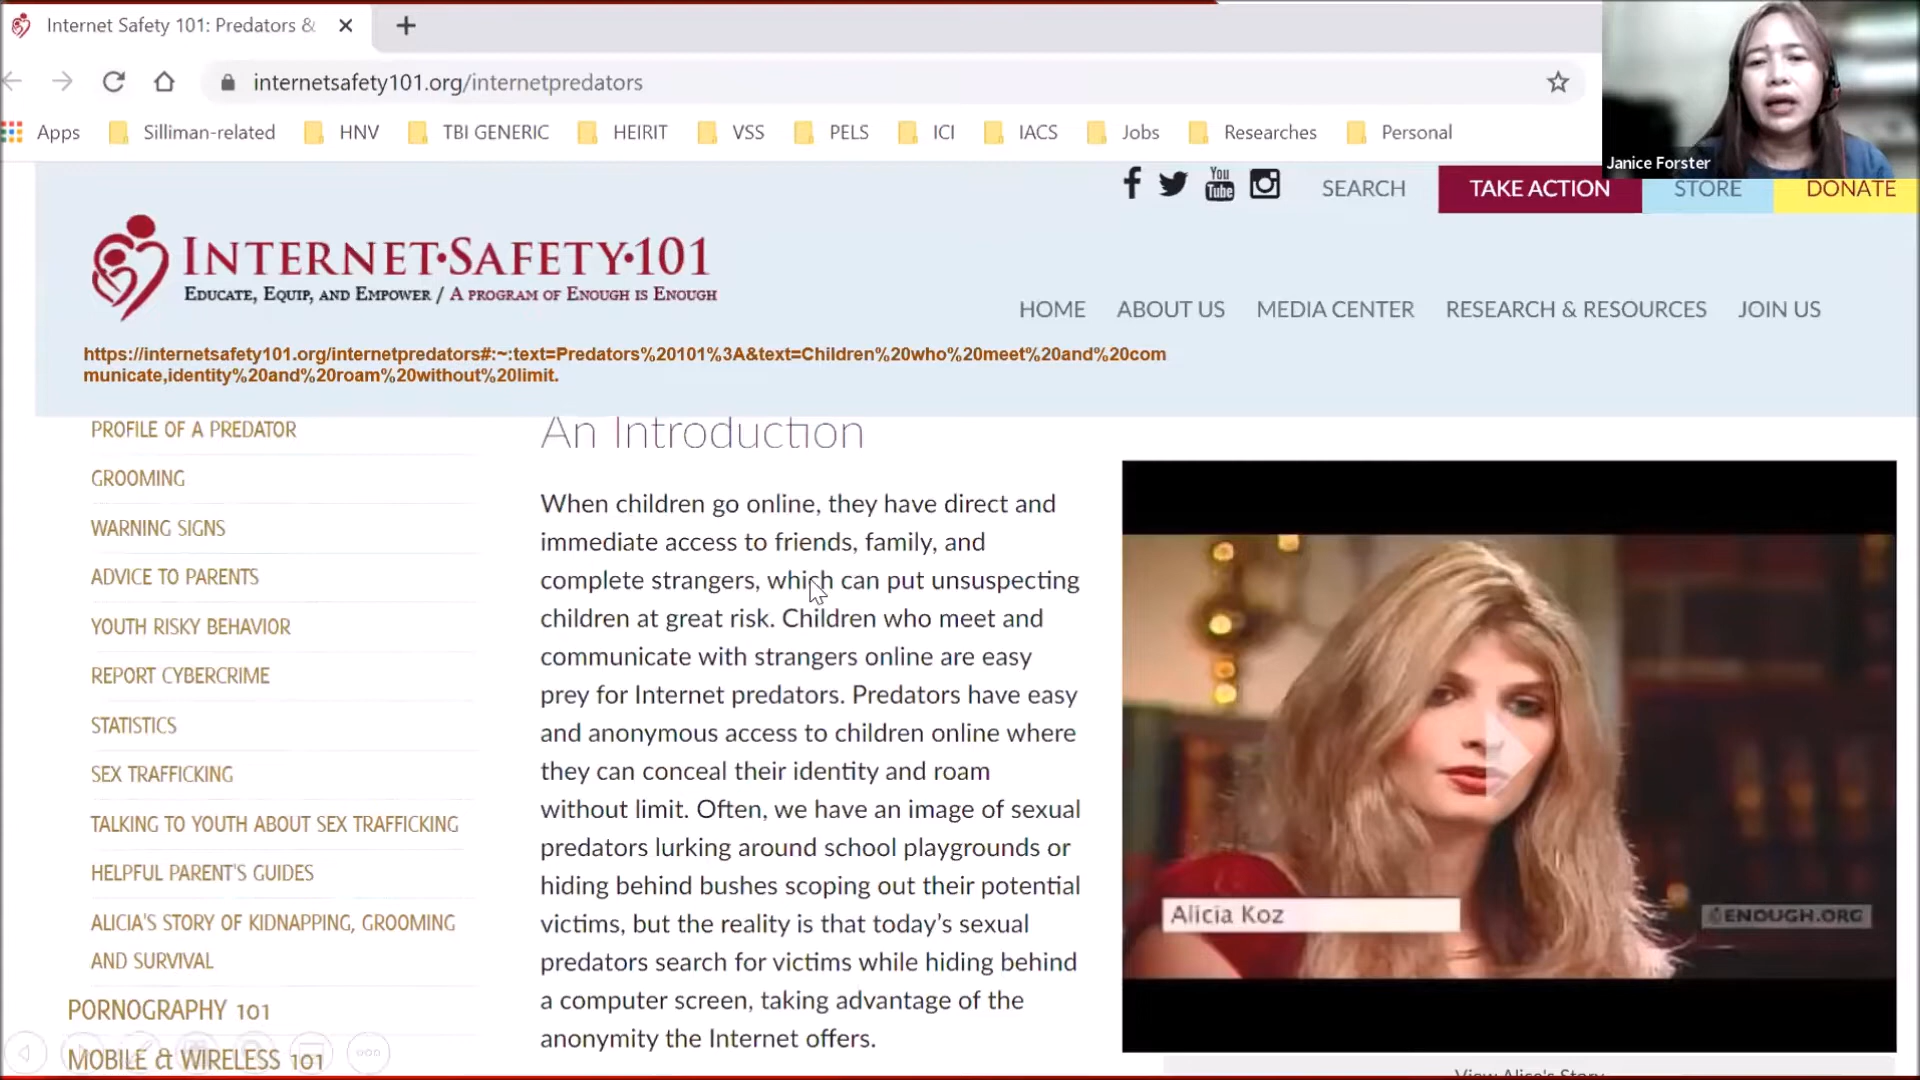 Internet Safety 101: Predators &
internetsafety101.org/internetpredators
Apps Silliman-related HNV TBI GENERIC HEIRIT VSS PELS ICI IACS Jobs Researches Personal
Janice Forster
You Tube SEARCH TAKE ACTION STORE DONATE
INTERNET·SAFETY·101
EDUCATE, EQUIP, AND EMPOWER / A PROGRAM OF ENOUGH IS ENOUGH
HOME ABOUT US MEDIA CENTER RESEARCH & RESOURCES JOIN US
https://internetsafety101.org/internetpredators#:~:text=Predators%20101%3A&text=Children%20who%20meet%20and%20com
municate,identity%20and%20roam%20without%20limit.
PROFILE OF A PREDATOR
GROOMING
WARNING SIGNS
ADVICE TO PARENTS
YOUTH RISKY BEHAVIOR
REPORT CYBERCRIME
STATISTICS
SEX TRAFFICKING
TALKING TO YOUTH ABOUT SEX TRAFFICKING
HELPFUL PARENT'S GUIDES
ALICIA'S STORY OF KIDNAPPING, GROOMING
AND SURVIVAL
PORNOGRAPHY 101
MOBILE & WIRELESS 101
An Introduction
When children go online, they have direct and
immediate access to friends, family, and
complete strangers, which can put unsuspecting
children at great risk. Children who meet and
communicate with strangers online are easy
prey for Internet predators. Predators have easy
and anonymous access to children online where
they can conceal their identity and roam
without limit. Often, we have an image of sexual
predators lurking around school playgrounds or
hiding behind bushes scoping out their potential
victims, but the reality is that today's sexual
predators search for victims while hiding behind
a computer screen, taking advantage of the
anonymity the Internet offers.
Alicia Koz
ENOUGH.ORG
View Alice's Story